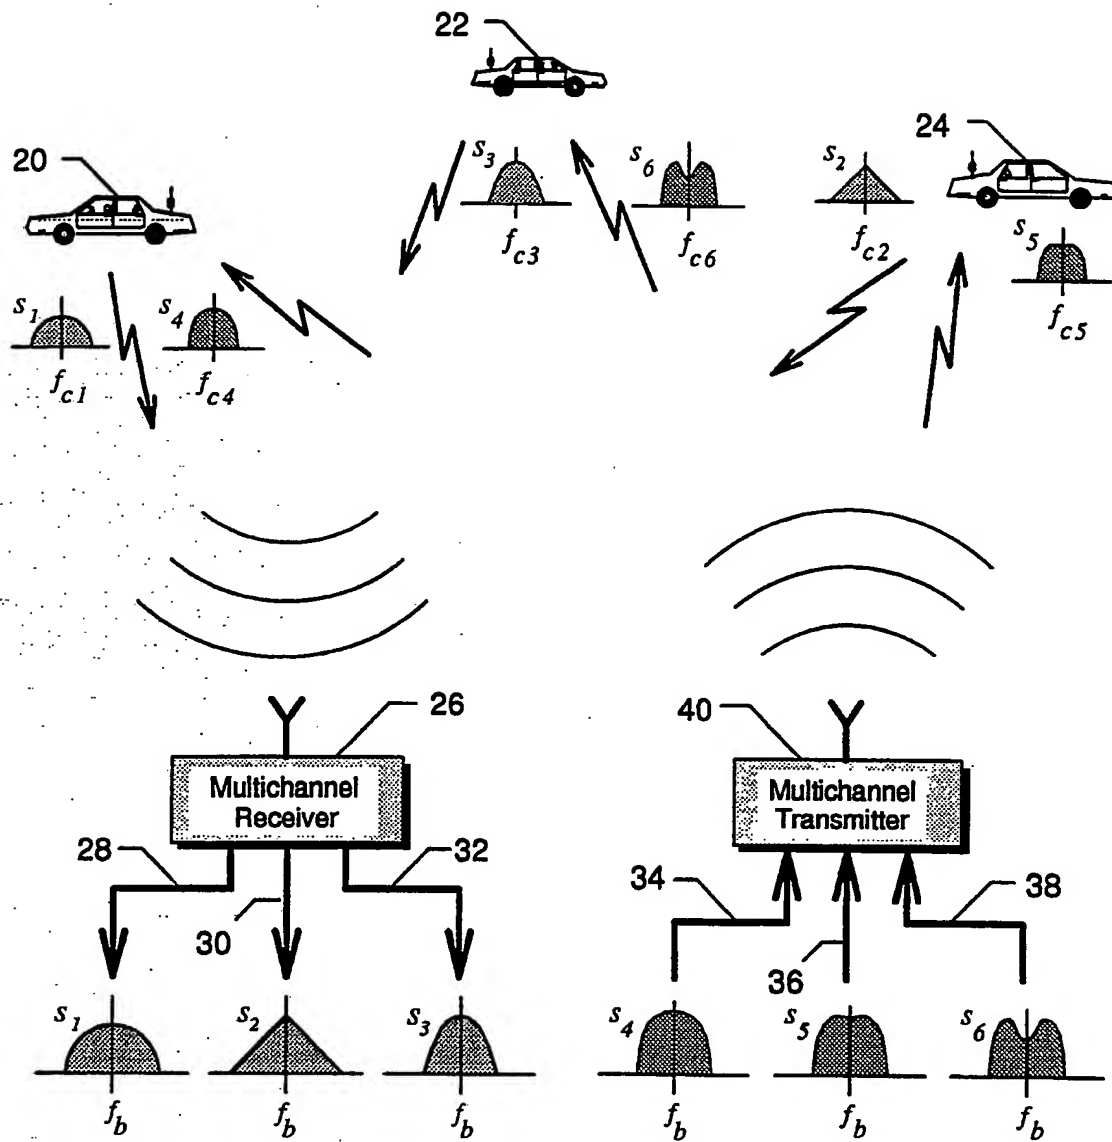 22
20
24
s3
s6
s2
s5
fc3
fc6
fc2
fc5
s1
s4
fc1
fc4
26
40
Multichannel
Receiver
Multichannel
Transmitter
28
32
30
34
38
36
s1
s2
s3
s4
s5
s6
fb
fb
fb
fb
fb
fb